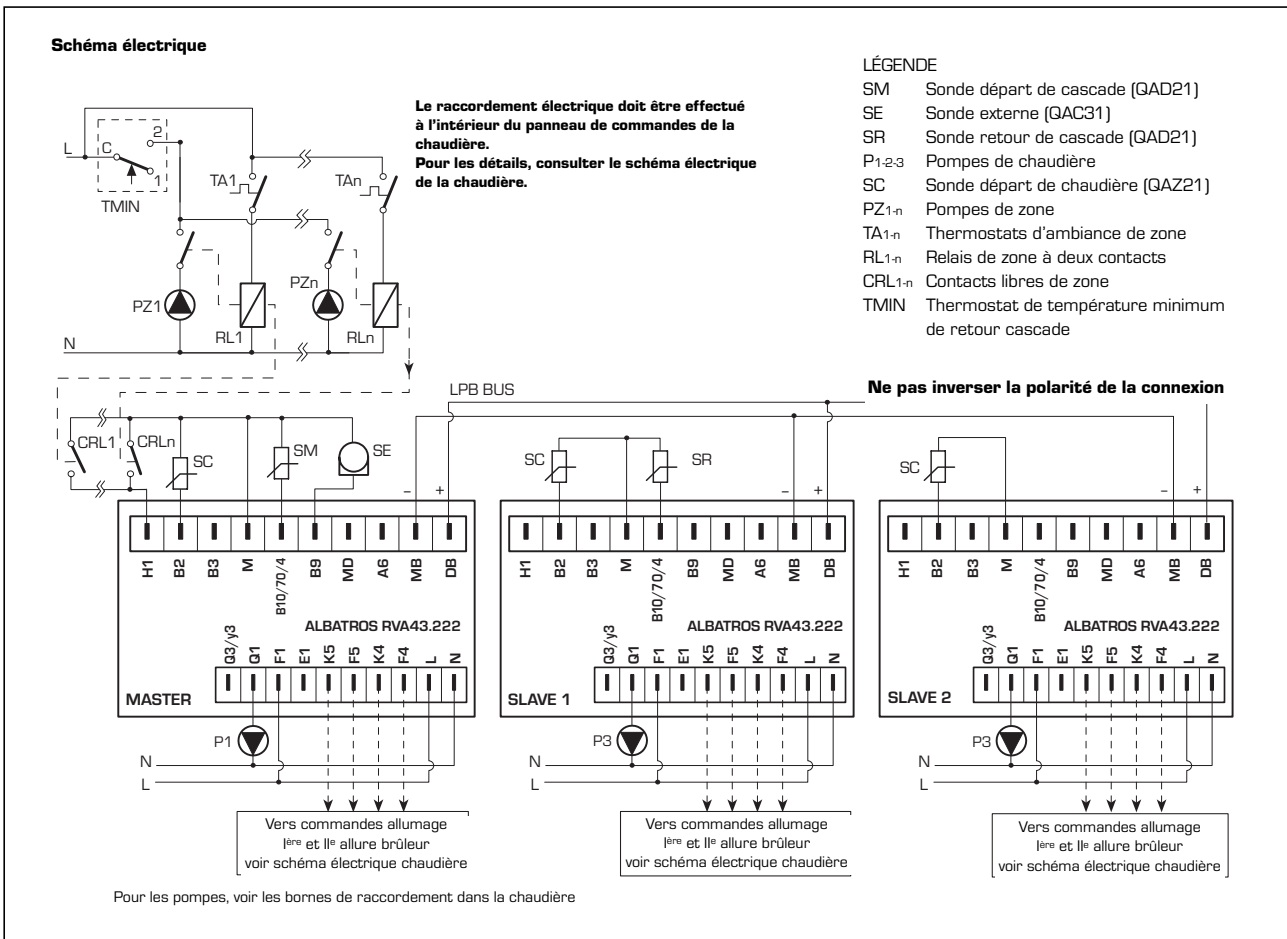 Schéma électrique
Le raccordement électrique doit être effectué
à l'intérieur du panneau de commandes de la
chaudière.
Pour les détails, consulter le schéma électrique
de la chaudière.
LÉGENDE
SM Sonde départ de cascade (QAD21)
SE Sonde externe (QAC31)
SR Sonde retour de cascade (QAD21)
P1-2-3 Pompes de chaudière
SC Sonde départ de chaudière (QAZ21)
PZ1-n Pompes de zone
TA1-n Thermostats d'ambiance de zone
RL1-n Relais de zone à deux contacts
CRL1-n Contacts libres de zone
TMIN Thermostat de température minimum
de retour cascade
L
C
2
1
TMIN
TA1
TAn
PZ1
RL1
PZn
RLn
N
LPB BUS
Ne pas inverser la polarité de la connexion
CRL1
CRLn
SC
SM
SE
– +
SC
SR
– +
SC
– +
H1 B2 B3 M B10/70/4 B9 MD A6 MB DB
ALBATROS RVA43.222
Q3/y3 Q1 F1 E1 K5 F5 K4 F4 L N
MASTER
H1 B2 B3 M B10/70/4 B9 MD A6 MB DB
ALBATROS RVA43.222
Q3/y3 Q1 F1 E1 K5 F5 K4 F4 L N
SLAVE 1
H1 B2 B3 M B10/70/4 B9 MD A6 MB DB
ALBATROS RVA43.222
Q3/y3 Q1 F1 E1 K5 F5 K4 F4 L N
SLAVE 2
P1
N
L
P3
N
L
P3
N
L
Vers commandes allumage
Ière et IIe allure brûleur
voir schéma électrique chaudière
Vers commandes allumage
Ière et IIe allure brûleur
voir schéma électrique chaudière
Vers commandes allumage
Ière et IIe allure brûleur
voir schéma électrique chaudière
Pour les pompes, voir les bornes de raccordement dans la chaudière